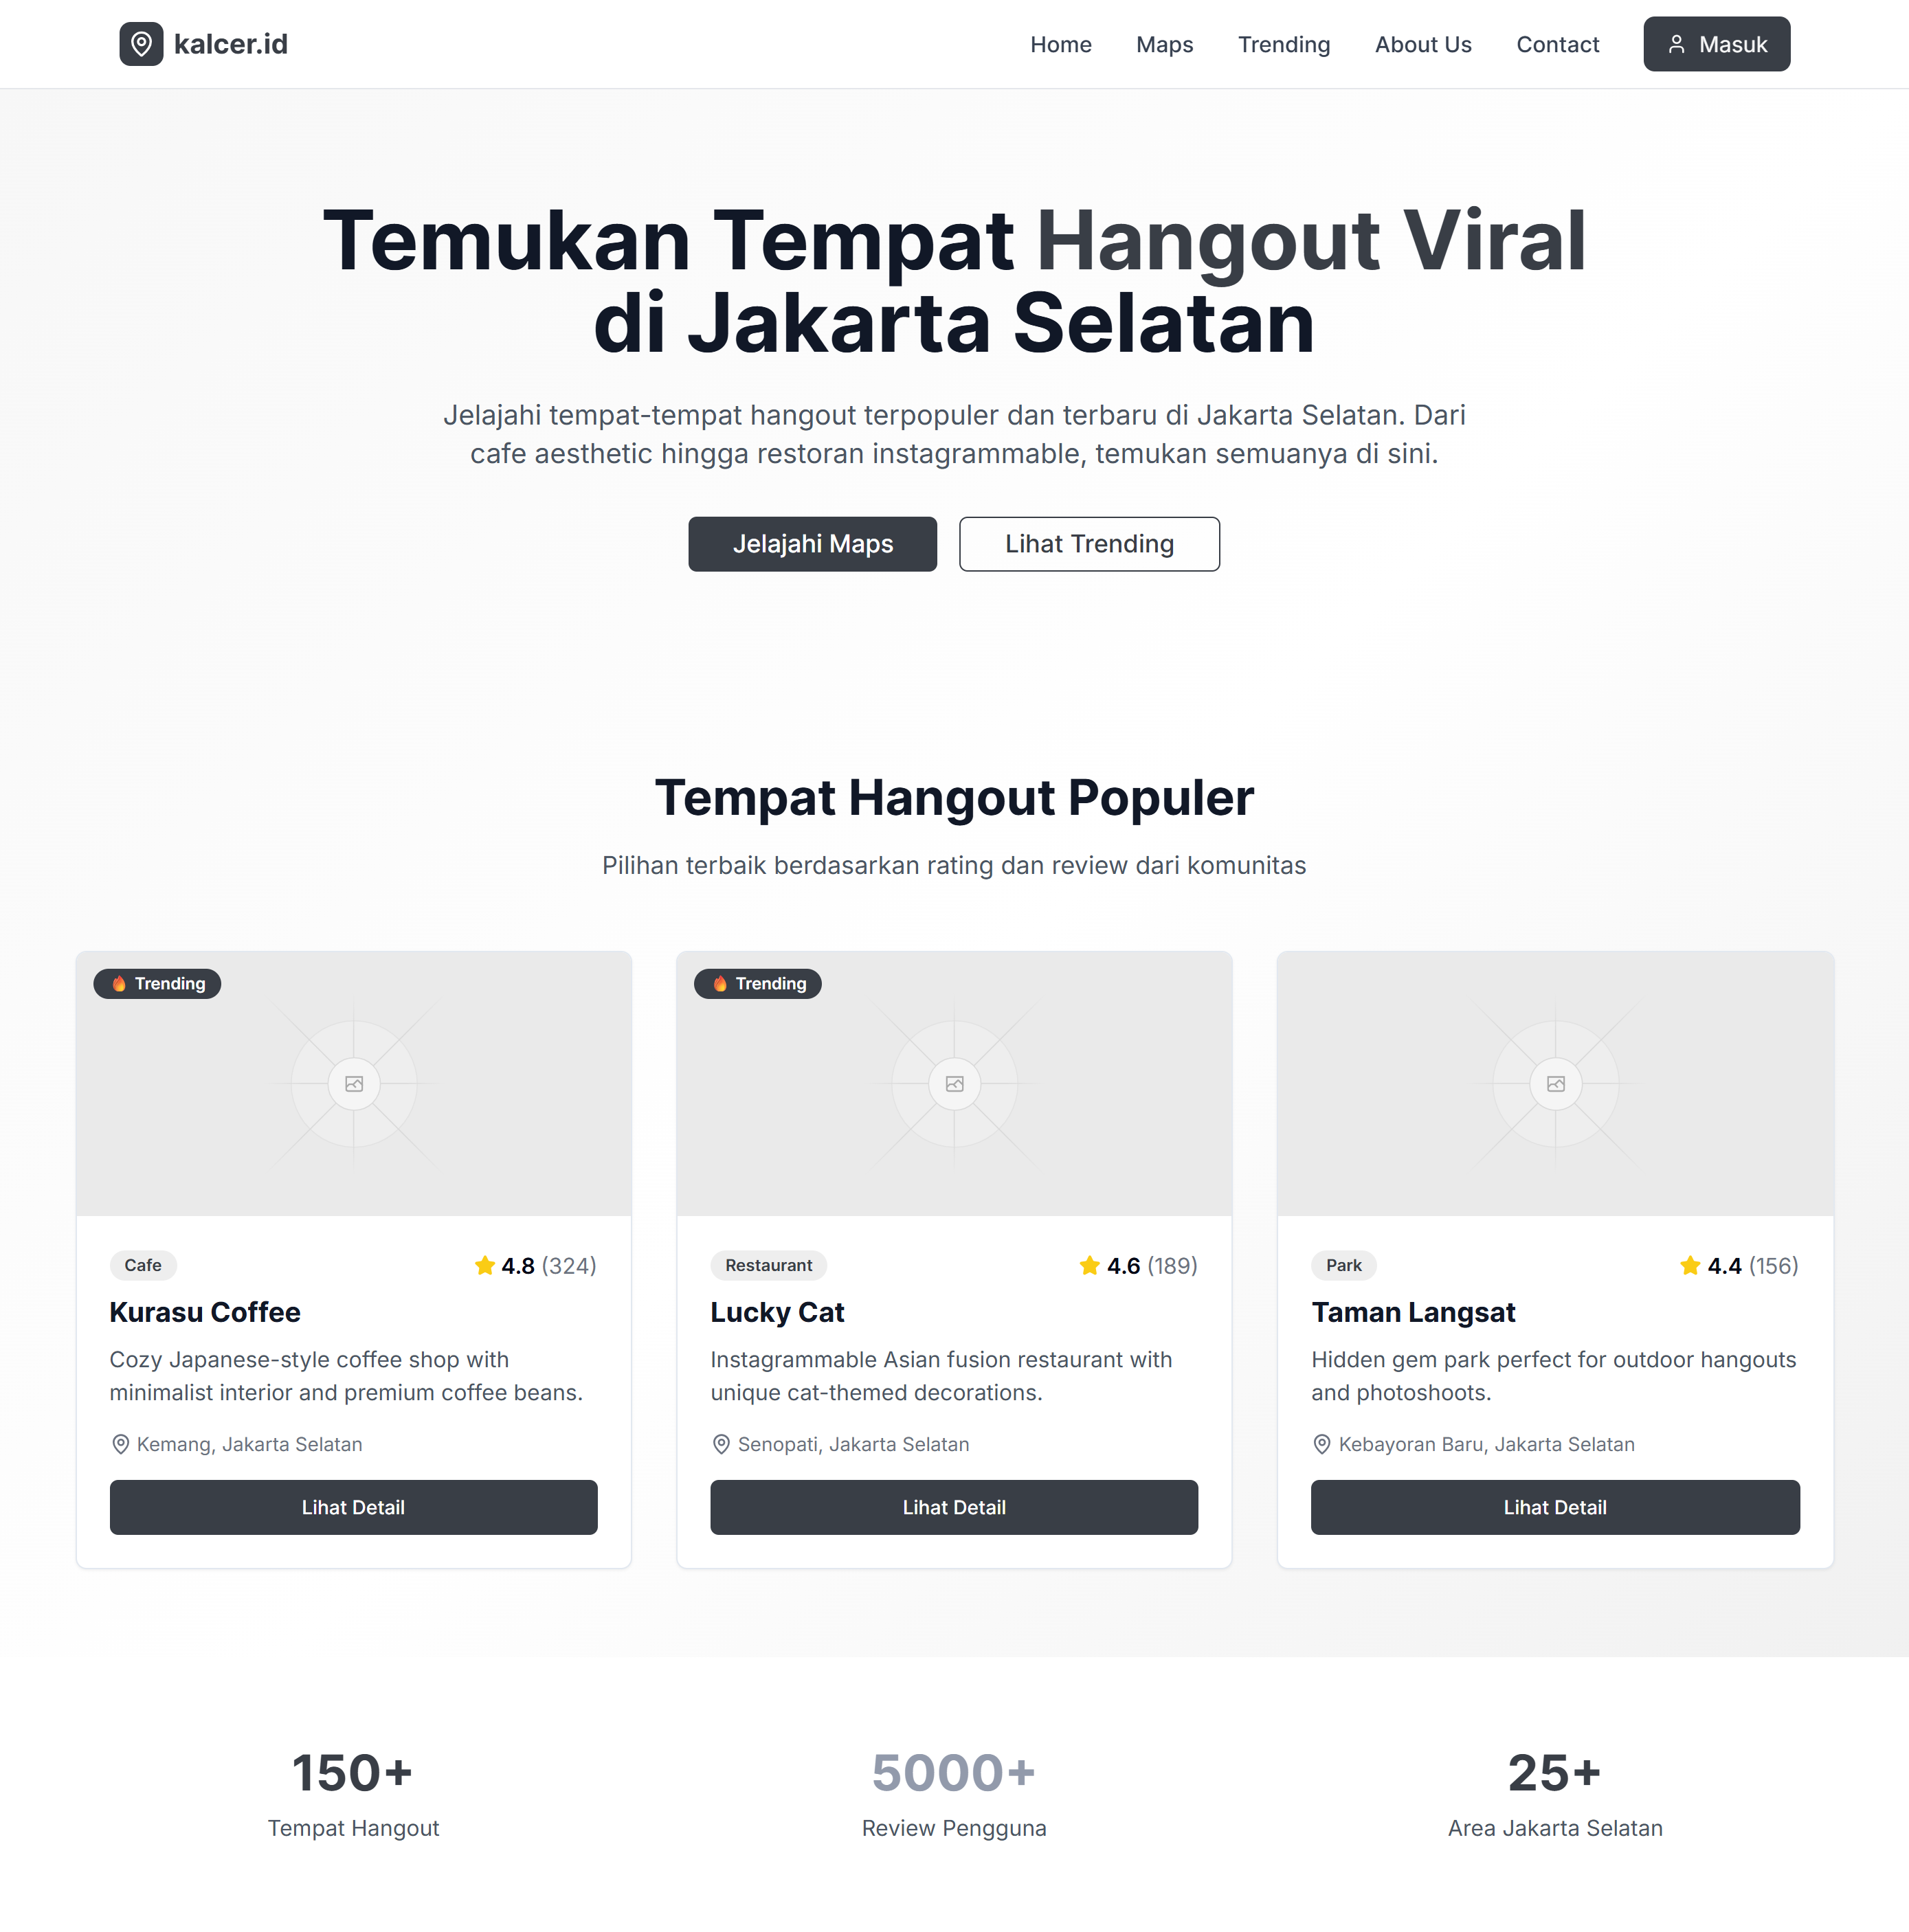 kalcer.id
Home
Maps
Trending
About Us
Contact
Masuk
Temukan Tempat Hangout Viral
di Jakarta Selatan
Jelajahi tempat-tempat hangout terpopuler dan terbaru di Jakarta Selatan. Dari
cafe aesthetic hingga restoran instagrammable, temukan semuanya di sini.
Jelajahi Maps
Lihat Trending
Tempat Hangout Populer
Pilihan terbaik berdasarkan rating dan review dari komunitas
🔥 Trending
Cafe
4.8 (324)
Kurasu Coffee
Cozy Japanese-style coffee shop with
minimalist interior and premium coffee beans.
Kemang, Jakarta Selatan
Lihat Detail
🔥 Trending
Restaurant
4.6 (189)
Lucky Cat
Instagrammable Asian fusion restaurant with
unique cat-themed decorations.
Senopati, Jakarta Selatan
Lihat Detail
Park
4.4 (156)
Taman Langsat
Hidden gem park perfect for outdoor hangouts
and photoshoots.
Kebayoran Baru, Jakarta Selatan
Lihat Detail
150+
Tempat Hangout
5000+
Review Pengguna
25+
Area Jakarta Selatan